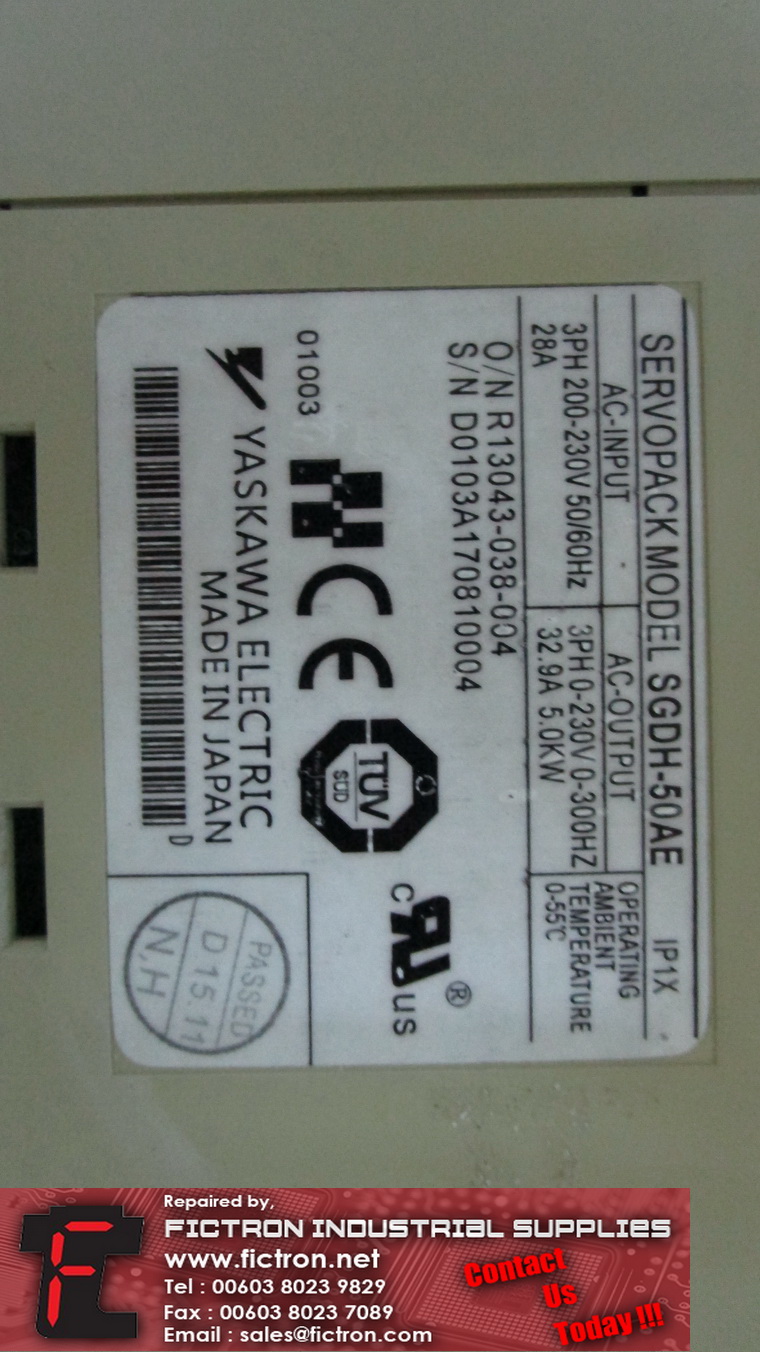 SERVOPACK MODEL SGDH-50AE IP1X
AC-INPUT
3PH 200-230V 50/60Hz
28A
AC-OUTPUT
3PH 0-230V 0-300HZ
32.9A 5.0KW
OPERATING
AMBIENT
TEMPERATURE
0-55℃
O/N R13043-038-004
S/N D0103A170810004
01003
CE
TÜV
SÜD
c us ®
YASKAWA ELECTRIC
MADE IN JAPAN
D
PASSED
D 15.11
N,H
Repaired by,
FICTRON INDUSTRIAL SUPPLIES
www.fictron.net
Tel : 00603 8023 9829
Fax : 00603 8023 7089
Email : sales@fictron.com
Contact
Us
Today !!!